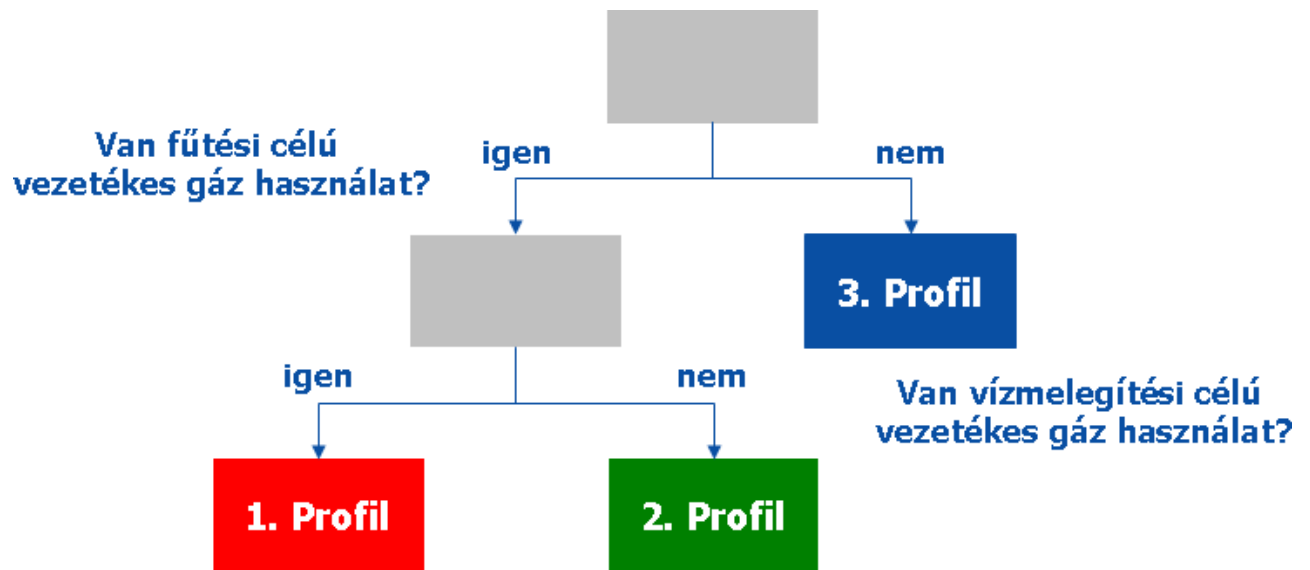 Van fűtési célú
vezetékes gáz használat?
igen
nem
3. Profil
igen
nem
Van vízmelegítési célú
vezetékes gáz használat?
1. Profil
2. Profil